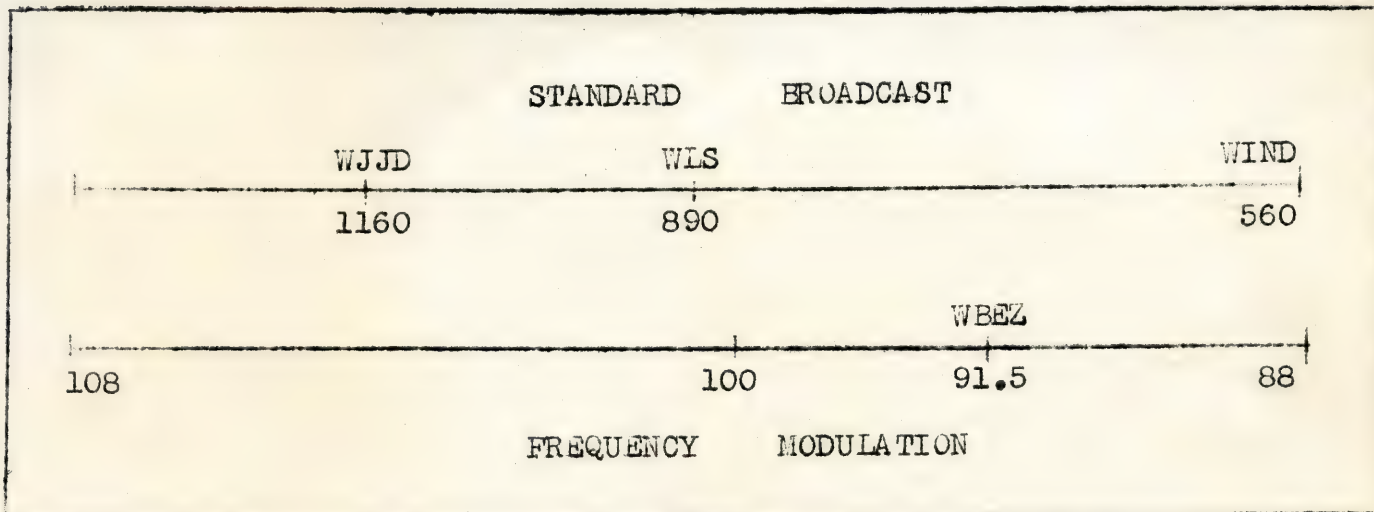 STANDARD BROADCAST
WJJD WLS WIND
1160 890 560
WBEZ
108 100 91.5 88
FREQUENCY MODULATION